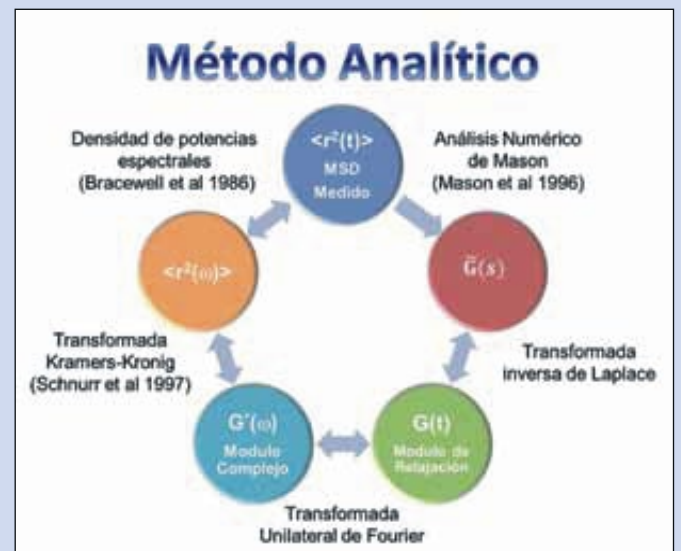 Método Analítico
Densidad de potencias
espectrales
(Bracewell et al 1986)
<r²(t)>
MSD
Medido
Análisis Numérico
de Mason
(Mason et al 1996)
<r²(ω)>
G̃(s)
Transformada
Kramers-Kronig
(Schnurr et al 1997)
Transformada
inversa de Laplace
G´(ω)
Modulo
Complejo
G(t)
Modulo de
Relajación
Transformada
Unilateral de Fourier